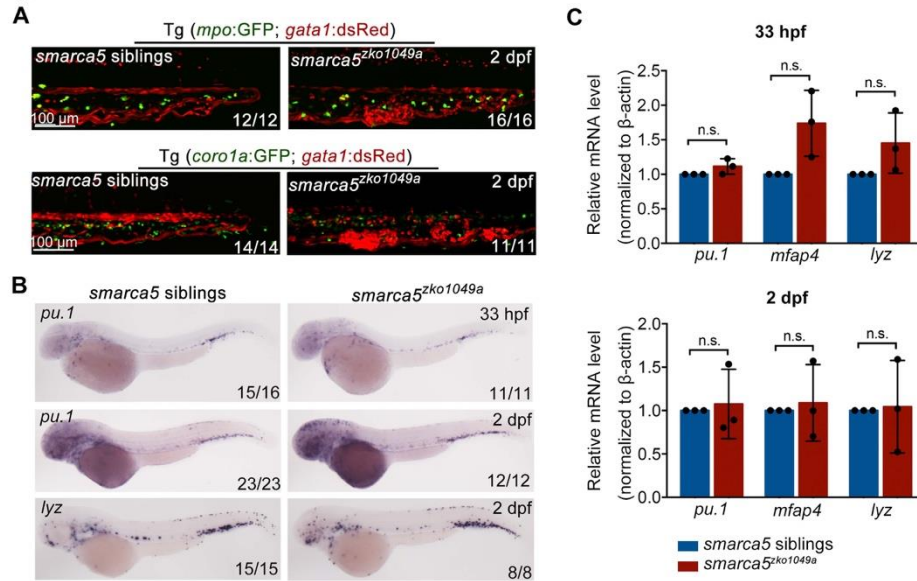 A
Tg (mpo:GFP; gata1:dsRed)
smarca5 siblings
100 µm
12/12
smarca5zko1049a
2 dpf
16/16
Tg (coro1a:GFP; gata1:dsRed)
smarca5 siblings
100 µm
14/14
smarca5zko1049a
2 dpf
11/11
B
smarca5 siblings
smarca5zko1049a
pu.1
15/16
33 hpf
11/11
pu.1
23/23
2 dpf
12/12
lyz
15/15
2 dpf
8/8
C
33 hpf
Relative mRNA level
(normalized to β-actin)
2.5
2.0
1.5
1.0
0.5
0.0
n.s.
n.s.
n.s.
pu.1
mfap4
lyz
2 dpf
Relative mRNA level
(normalized to β-actin)
2.0
1.5
1.0
0.5
0.0
n.s.
n.s.
n.s.
pu.1
mfap4
lyz
smarca5 siblings
smarca5zko1049a